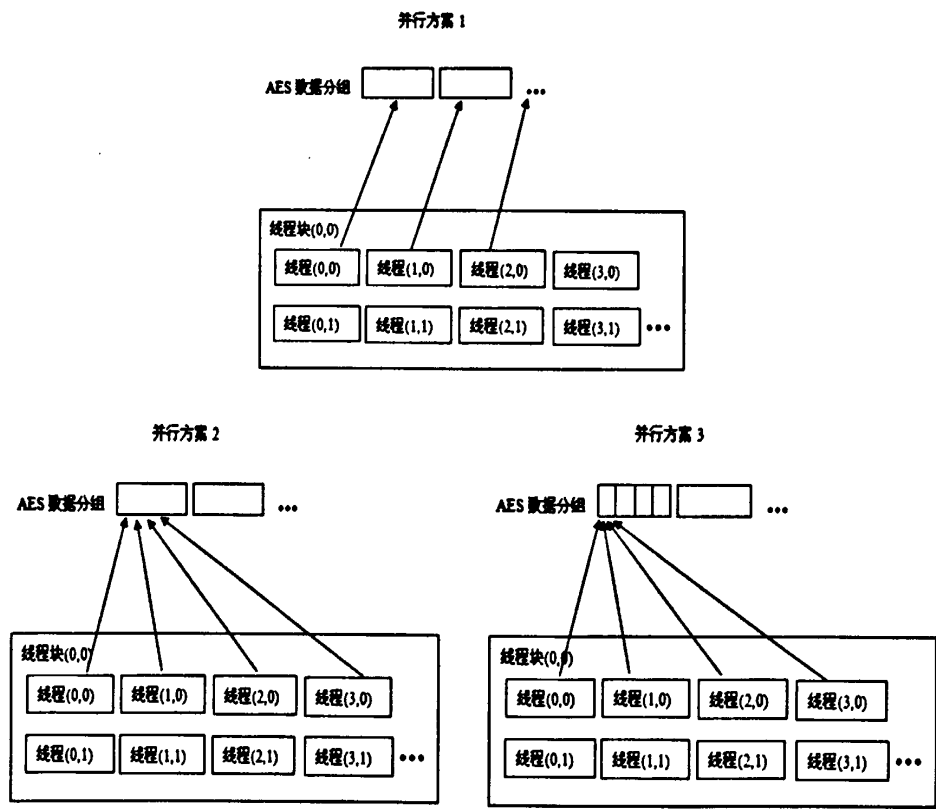 并行方案 1
AES 数据分组
...
线程块(0,0)
线程(0,0) 线程(1,0) 线程(2,0) 线程(3,0)
线程(0,1) 线程(1,1) 线程(2,1) 线程(3,1) ...
并行方案 2
AES 数据分组
...
线程块(0,0)
线程(0,0) 线程(1,0) 线程(2,0) 线程(3,0)
线程(0,1) 线程(1,1) 线程(2,1) 线程(3,1) ...
并行方案 3
AES 数据分组
...
线程块(0,0)
线程(0,0) 线程(1,0) 线程(2,0) 线程(3,0)
线程(0,1) 线程(1,1) 线程(2,1) 线程(3,1) ...